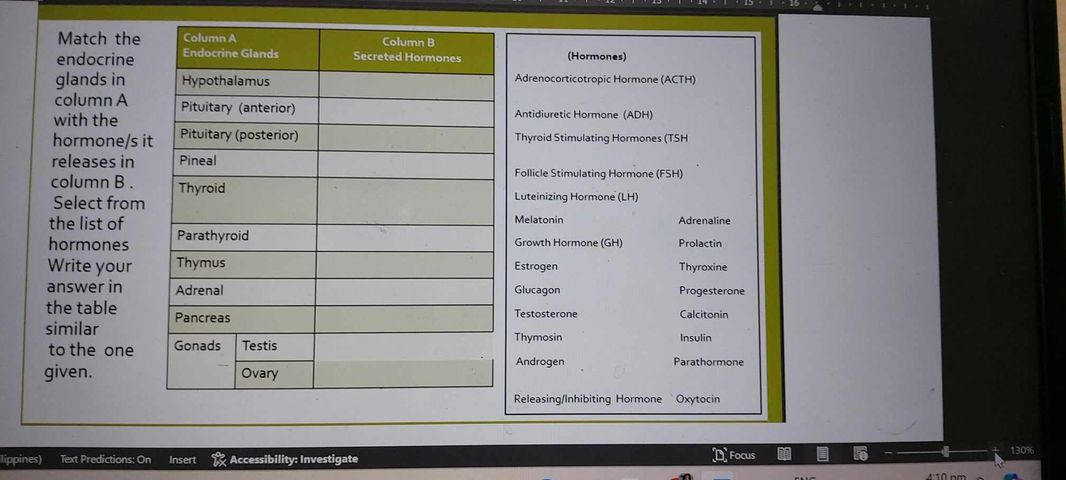 Match the
endocrine
glands in
column A
with the
hormone/s it
releases in
column B .
Select from
the list of
hormones
Write your
answer in
the table
similar
to the one
given.
Column A
Endocrine Glands
Column B
Secreted Hormones
Hypothalamus
Pituitary (anterior)
Pituitary (posterior)
Pineal
Thyroid
Parathyroid
Thymus
Adrenal
Pancreas
Gonads Testis
Ovary
(Hormones)
Adrenocorticotropic Hormone (ACTH)
Antidiuretic Hormone (ADH)
Thyroid Stimulating Hormones (TSH
Follicle Stimulating Hormone (FSH)
Luteinizing Hormone (LH)
Melatonin Adrenaline
Growth Hormone (GH) Prolactin
Estrogen Thyroxine
Glucagon Progesterone
Testosterone Calcitonin
Thymosin Insulin
Androgen Parathormone
Releasing/Inhibiting Hormone Oxytocin
lippines) Text Predictions: On Insert Accessibility: Investigate Focus 130%
4:10 pm